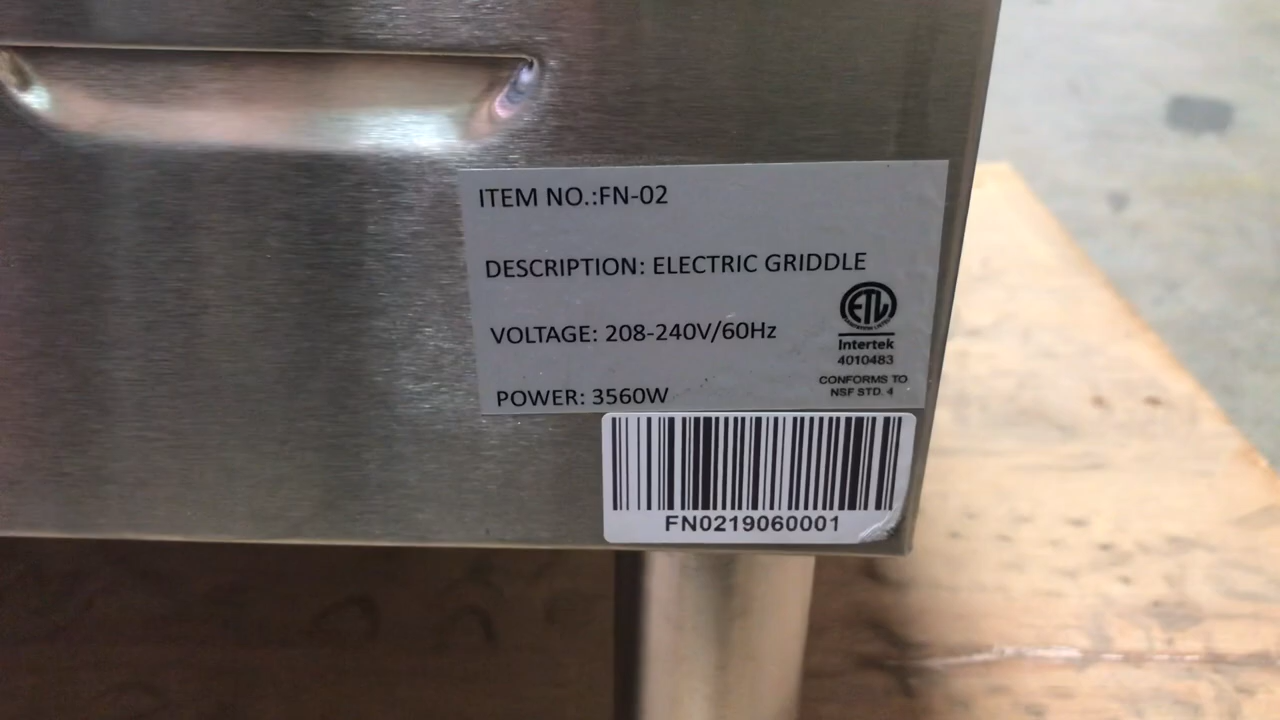 ITEM NO.:FN-02
DESCRIPTION: ELECTRIC GRIDDLE
ETL
VOLTAGE: 208-240V/60Hz
Intertek
4010483
CONFORMS TO
NSF STD. 4
POWER: 3560W
FN0219060001